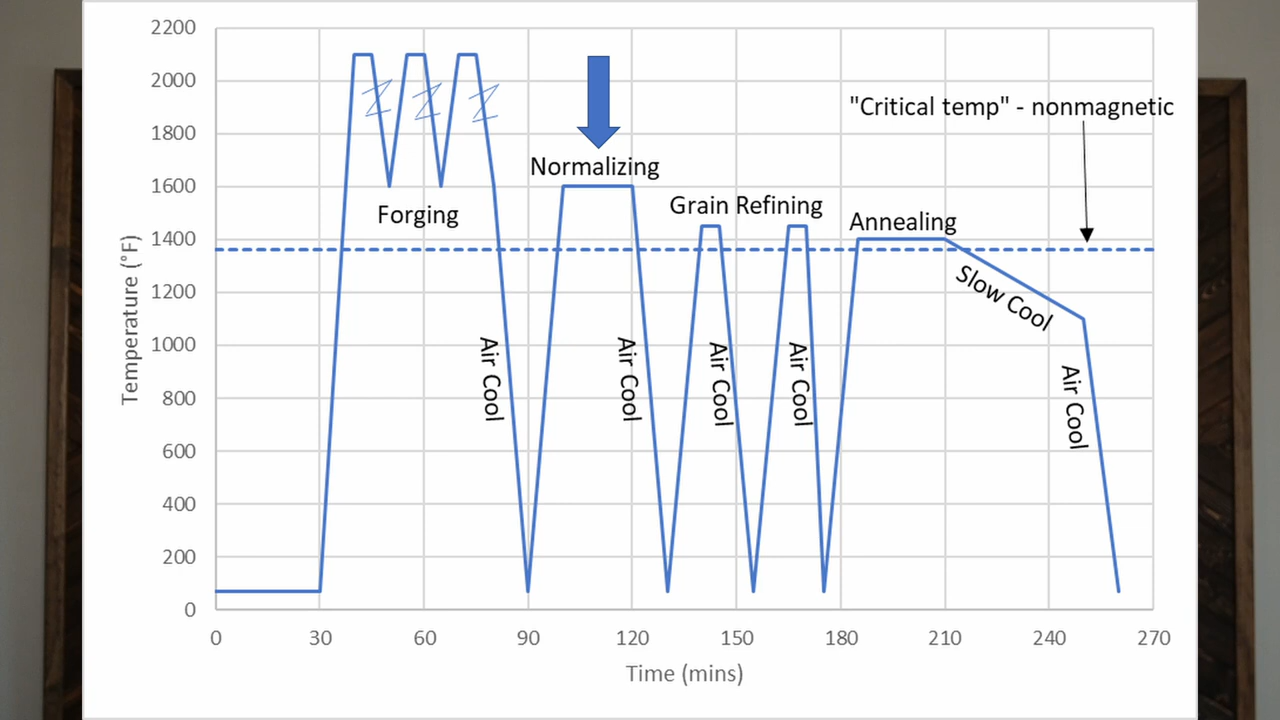 2200
2000
1800
1600
1400
1200
1000
800
600
400
200
0
Temperature (°F)
0 30 60 90 120 150 180 210 240 270
Time (mins)
Forging
Normalizing
Grain Refining
Annealing
"Critical temp" - nonmagnetic
Slow Cool
Air Cool
Air Cool
Air Cool
Air Cool
Air Cool